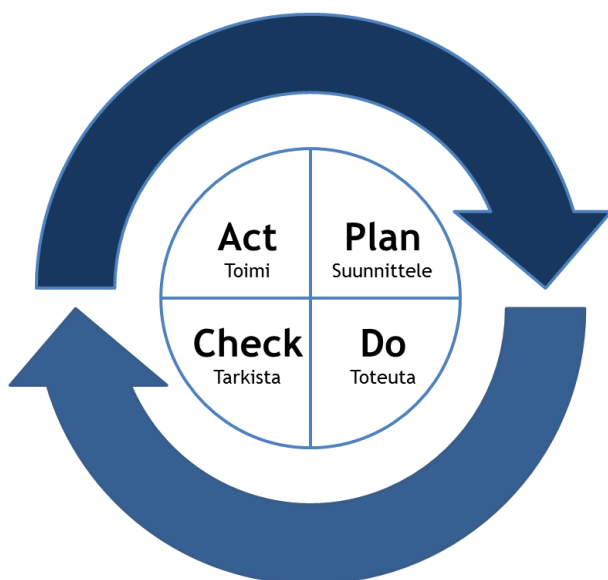 Act
Toimi
Plan
Suunnittele
Check
Tarkista
Do
Toteuta